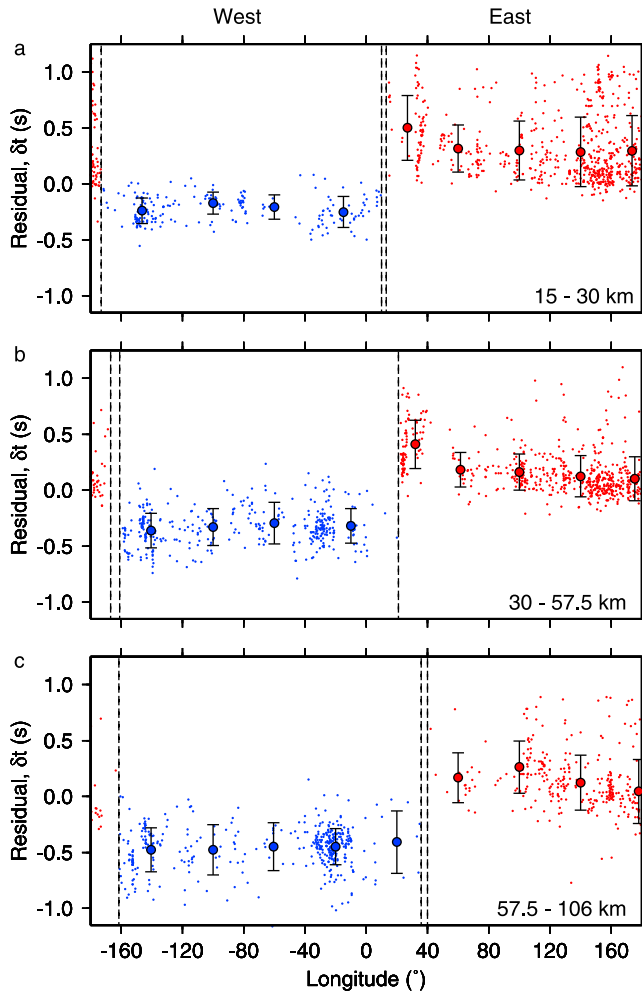 West East
a
1.0
0.5
0.0
-0.5
-1.0
Residual, δt (s)
15 - 30 km
b
1.0
0.5
0.0
-0.5
-1.0
Residual, δt (s)
30 - 57.5 km
c
1.0
0.5
0.0
-0.5
-1.0
Residual, δt (s)
57.5 - 106 km
-160 -120 -80 -40 0 40 80 120 160
Longitude (˚)